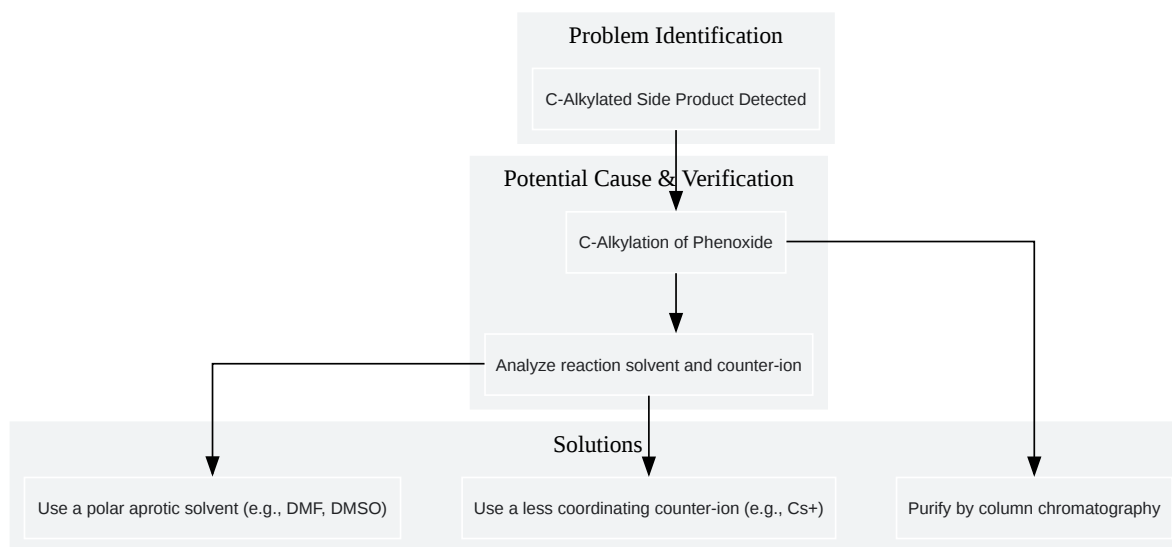 Problem Identification
C-Alkylated Side Product Detected
Potential Cause & Verification
C-Alkylation of Phenoxide
Analyze reaction solvent and counter-ion
Solutions
Use a polar aprotic solvent (e.g., DMF, DMSO)
Use a less coordinating counter-ion (e.g., Cs+)
Purify by column chromatography